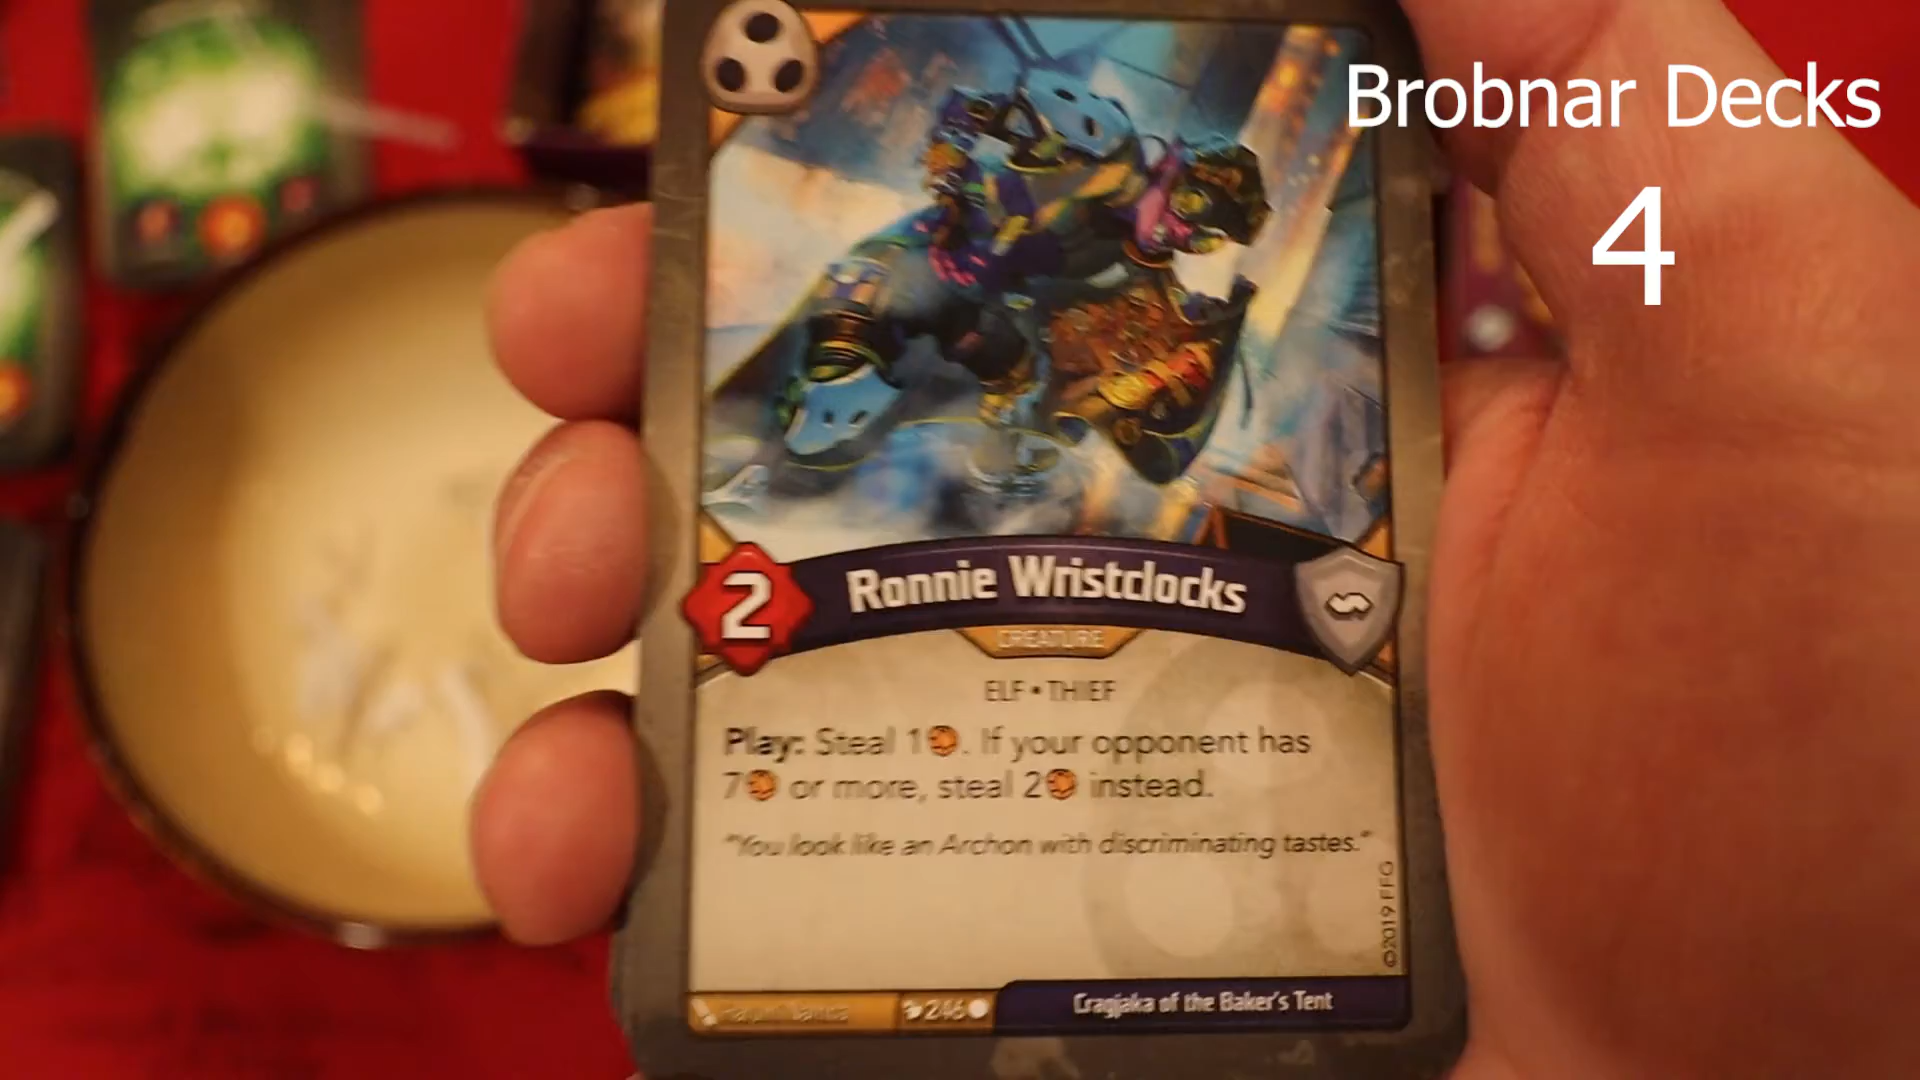 Brobnar Decks
4
2
Ronnie Wristclocks
CREATURE
ELF • THIEF
Play: Steal 1. If your opponent has
7 or more, steal 2 instead.
"You look like an Archon with discriminating tastes."
©2019 FFG
246
Cragjaka of the Baker's Tent